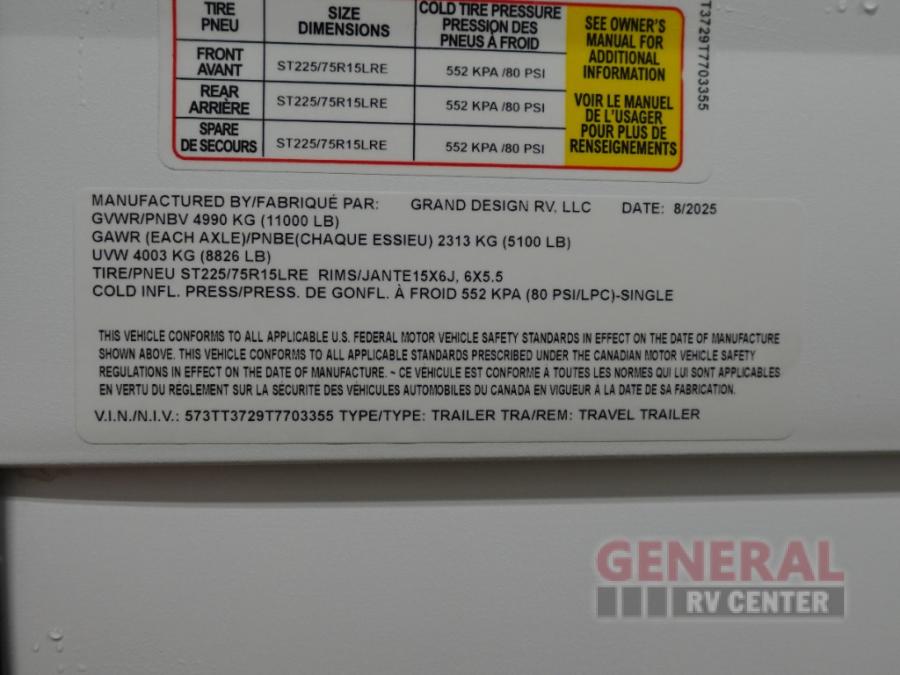 TIRE SIZE COLD TIRE PRESSURE
PNEU DIMENSIONS PRESSION DES
PNEUS À FROID
FRONT
AVANT ST225/75R15LRE 552 KPA /80 PSI
REAR
ARRIÈRE ST225/75R15LRE 552 KPA /80 PSI
SPARE
DE SECOURS ST225/75R15LRE 552 KPA /80 PSI
SEE OWNER'S
MANUAL FOR
ADDITIONAL
INFORMATION
VOIR LE MANUEL
DE L'USAGER
POUR PLUS DE
RENSEIGNEMENTS
T3729T7703355
MANUFACTURED BY/FABRIQUÉ PAR: GRAND DESIGN RV, LLC DATE: 8/2025
GVWR/PNBV 4990 KG (11000 LB)
GAWR (EACH AXLE)/PNBE(CHAQUE ESSIEU) 2313 KG (5100 LB)
UVW 4003 KG (8826 LB)
TIRE/PNEU ST225/75R15LRE RIMS/JANTE15X6J, 6X5.5
COLD INFL. PRESS/PRESS. DE GONFL. À FROID 552 KPA (80 PSI/LPC)-SINGLE
THIS VEHICLE CONFORMS TO ALL APPLICABLE U.S. FEDERAL MOTOR VEHICLE SAFETY STANDARDS IN EFFECT ON THE DATE OF MANUFACTURE
SHOWN ABOVE. THIS VEHICLE CONFORMS TO ALL APPLICABLE STANDARDS PRESCRIBED UNDER THE CANADIAN MOTOR VEHICLE SAFETY
REGULATIONS IN EFFECT ON THE DATE OF MANUFACTURE. ~ CE VÉHICULE EST CONFORME À TOUTES LES NORMES QUI LUI SONT APPLICABLES
EN VERTU DU RÈGLEMENT SUR LA SÉCURITÉ DES VÉHICULES AUTOMOBILES DU CANADA EN VIGUEUR À LA DATE DE SA FABRICATION.
V.I.N./N.I.V.: 573TT3729T7703355 TYPE/TYPE: TRAILER TRA/REM: TRAVEL TRAILER
GENERAL
RV CENTER